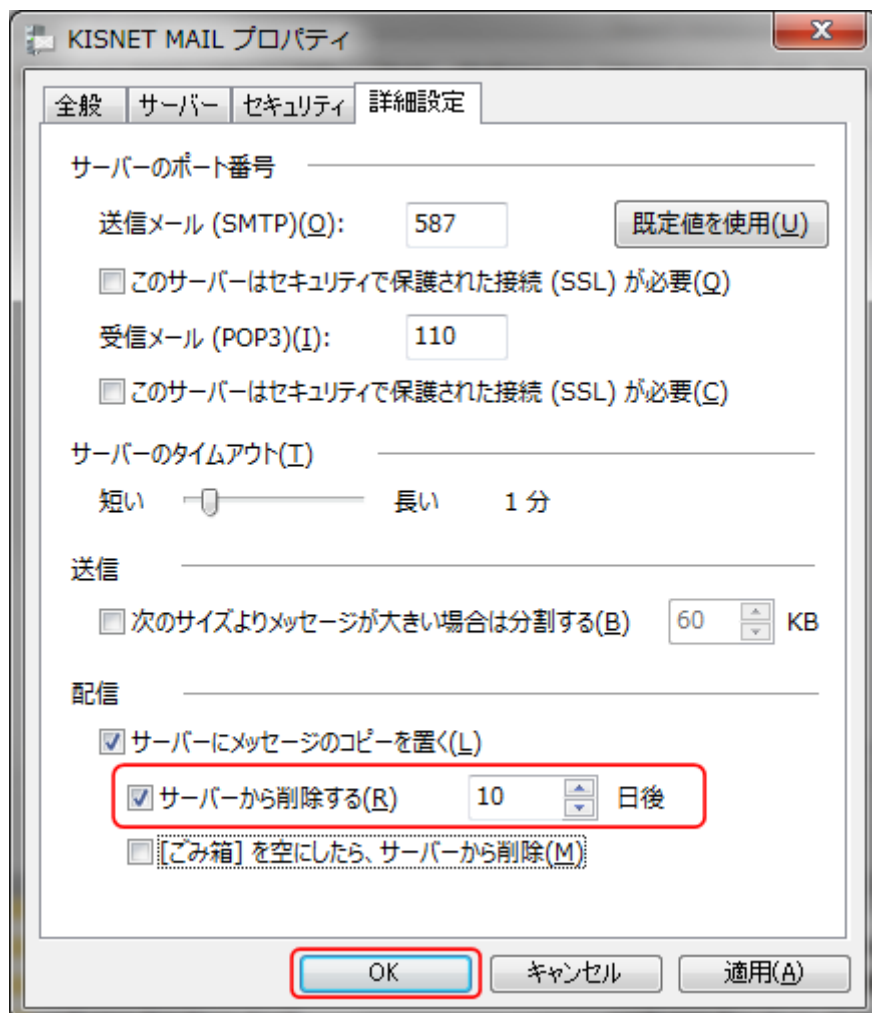 KISNET MAIL プロパティ
全般 サーバー セキュリティ 詳細設定
サーバーのポート番号
送信メール (SMTP)(O): 587 既定値を使用(U)
このサーバーはセキュリティで保護された接続 (SSL) が必要(Q)
受信メール (POP3)(I): 110
このサーバーはセキュリティで保護された接続 (SSL) が必要(C)
サーバーのタイムアウト(T)
短い 長い 1 分
送信
次のサイズよりメッセージが大きい場合は分割する(B) 60 KB
配信
サーバーにメッセージのコピーを置く(L)
サーバーから削除する(R) 10 日後
[ごみ箱] を空にしたら、サーバーから削除(M)
OK キャンセル 適用(A)